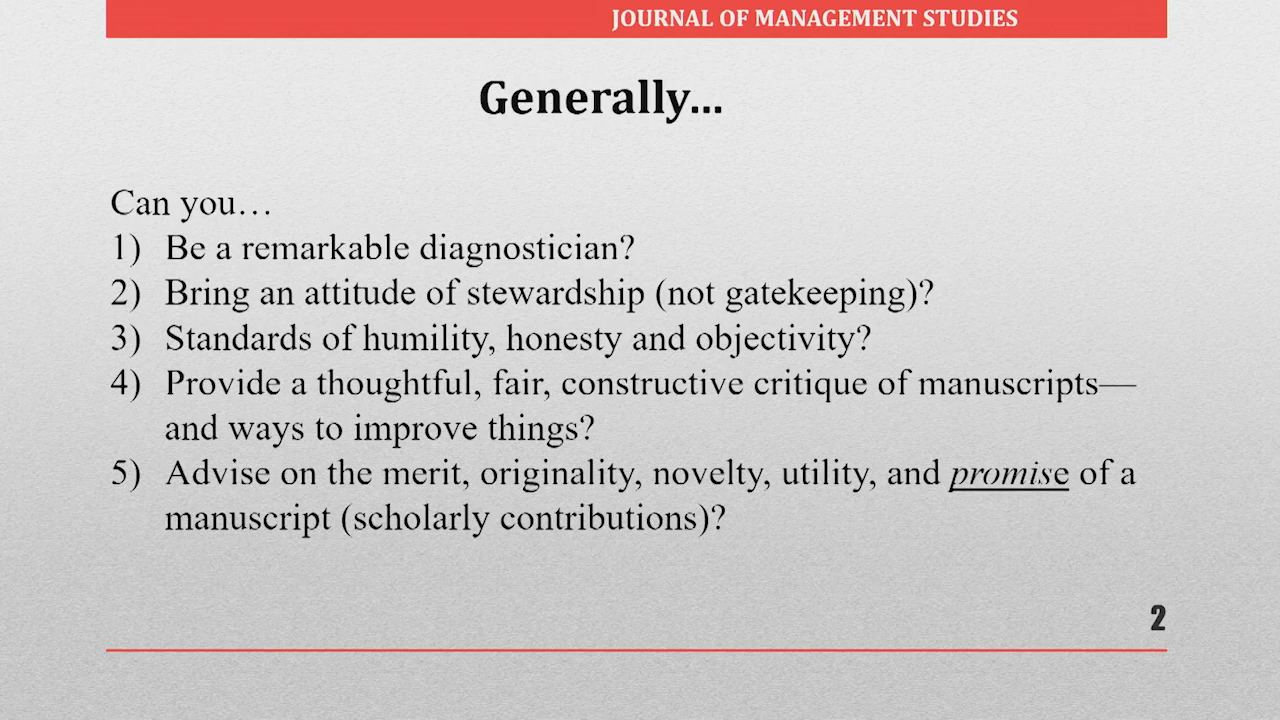 JOURNAL OF MANAGEMENT STUDIES
Generally...
Can you…
1) Be a remarkable diagnostician?
2) Bring an attitude of stewardship (not gatekeeping)?
3) Standards of humility, honesty and objectivity?
4) Provide a thoughtful, fair, constructive critique of manuscripts—
and ways to improve things?
5) Advise on the merit, originality, novelty, utility, and promise of a
manuscript (scholarly contributions)?
2